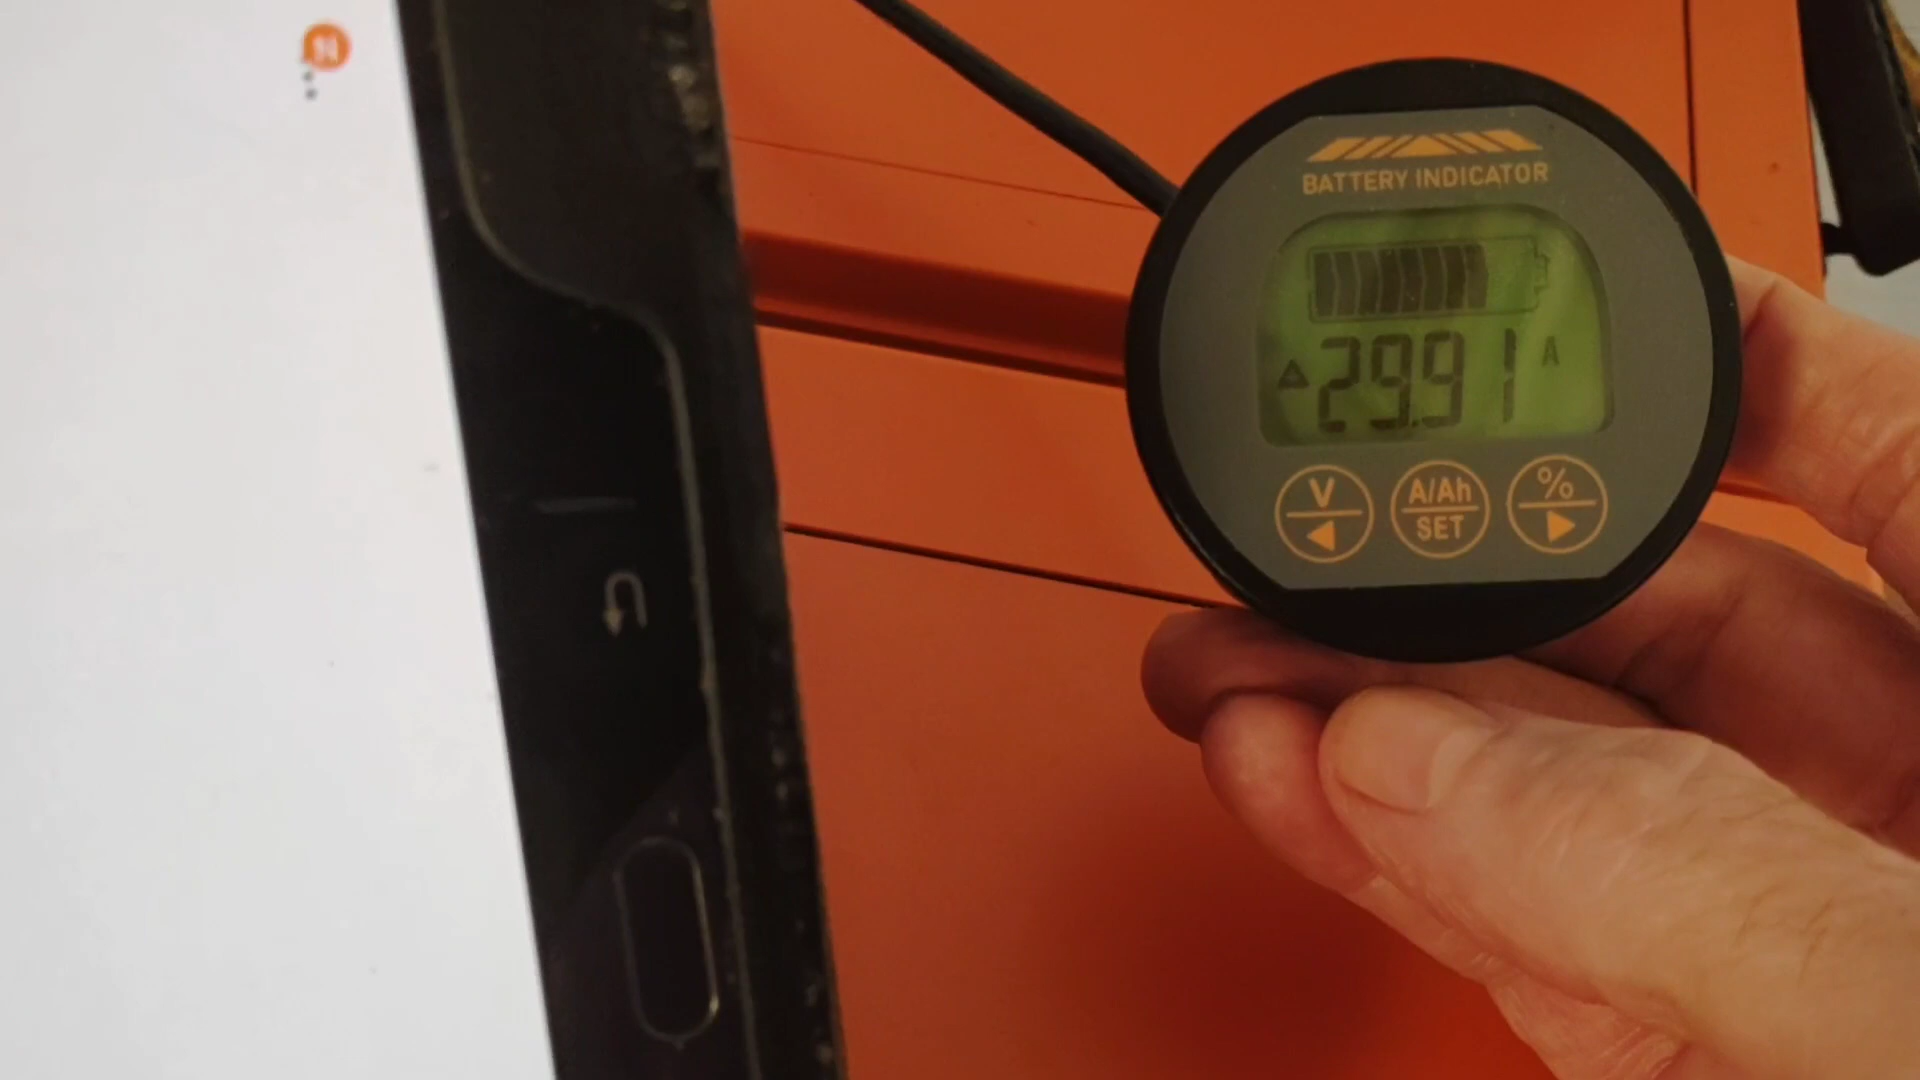 BATTERY INDICATOR
29.91 A
V
A/Ah
SET
%